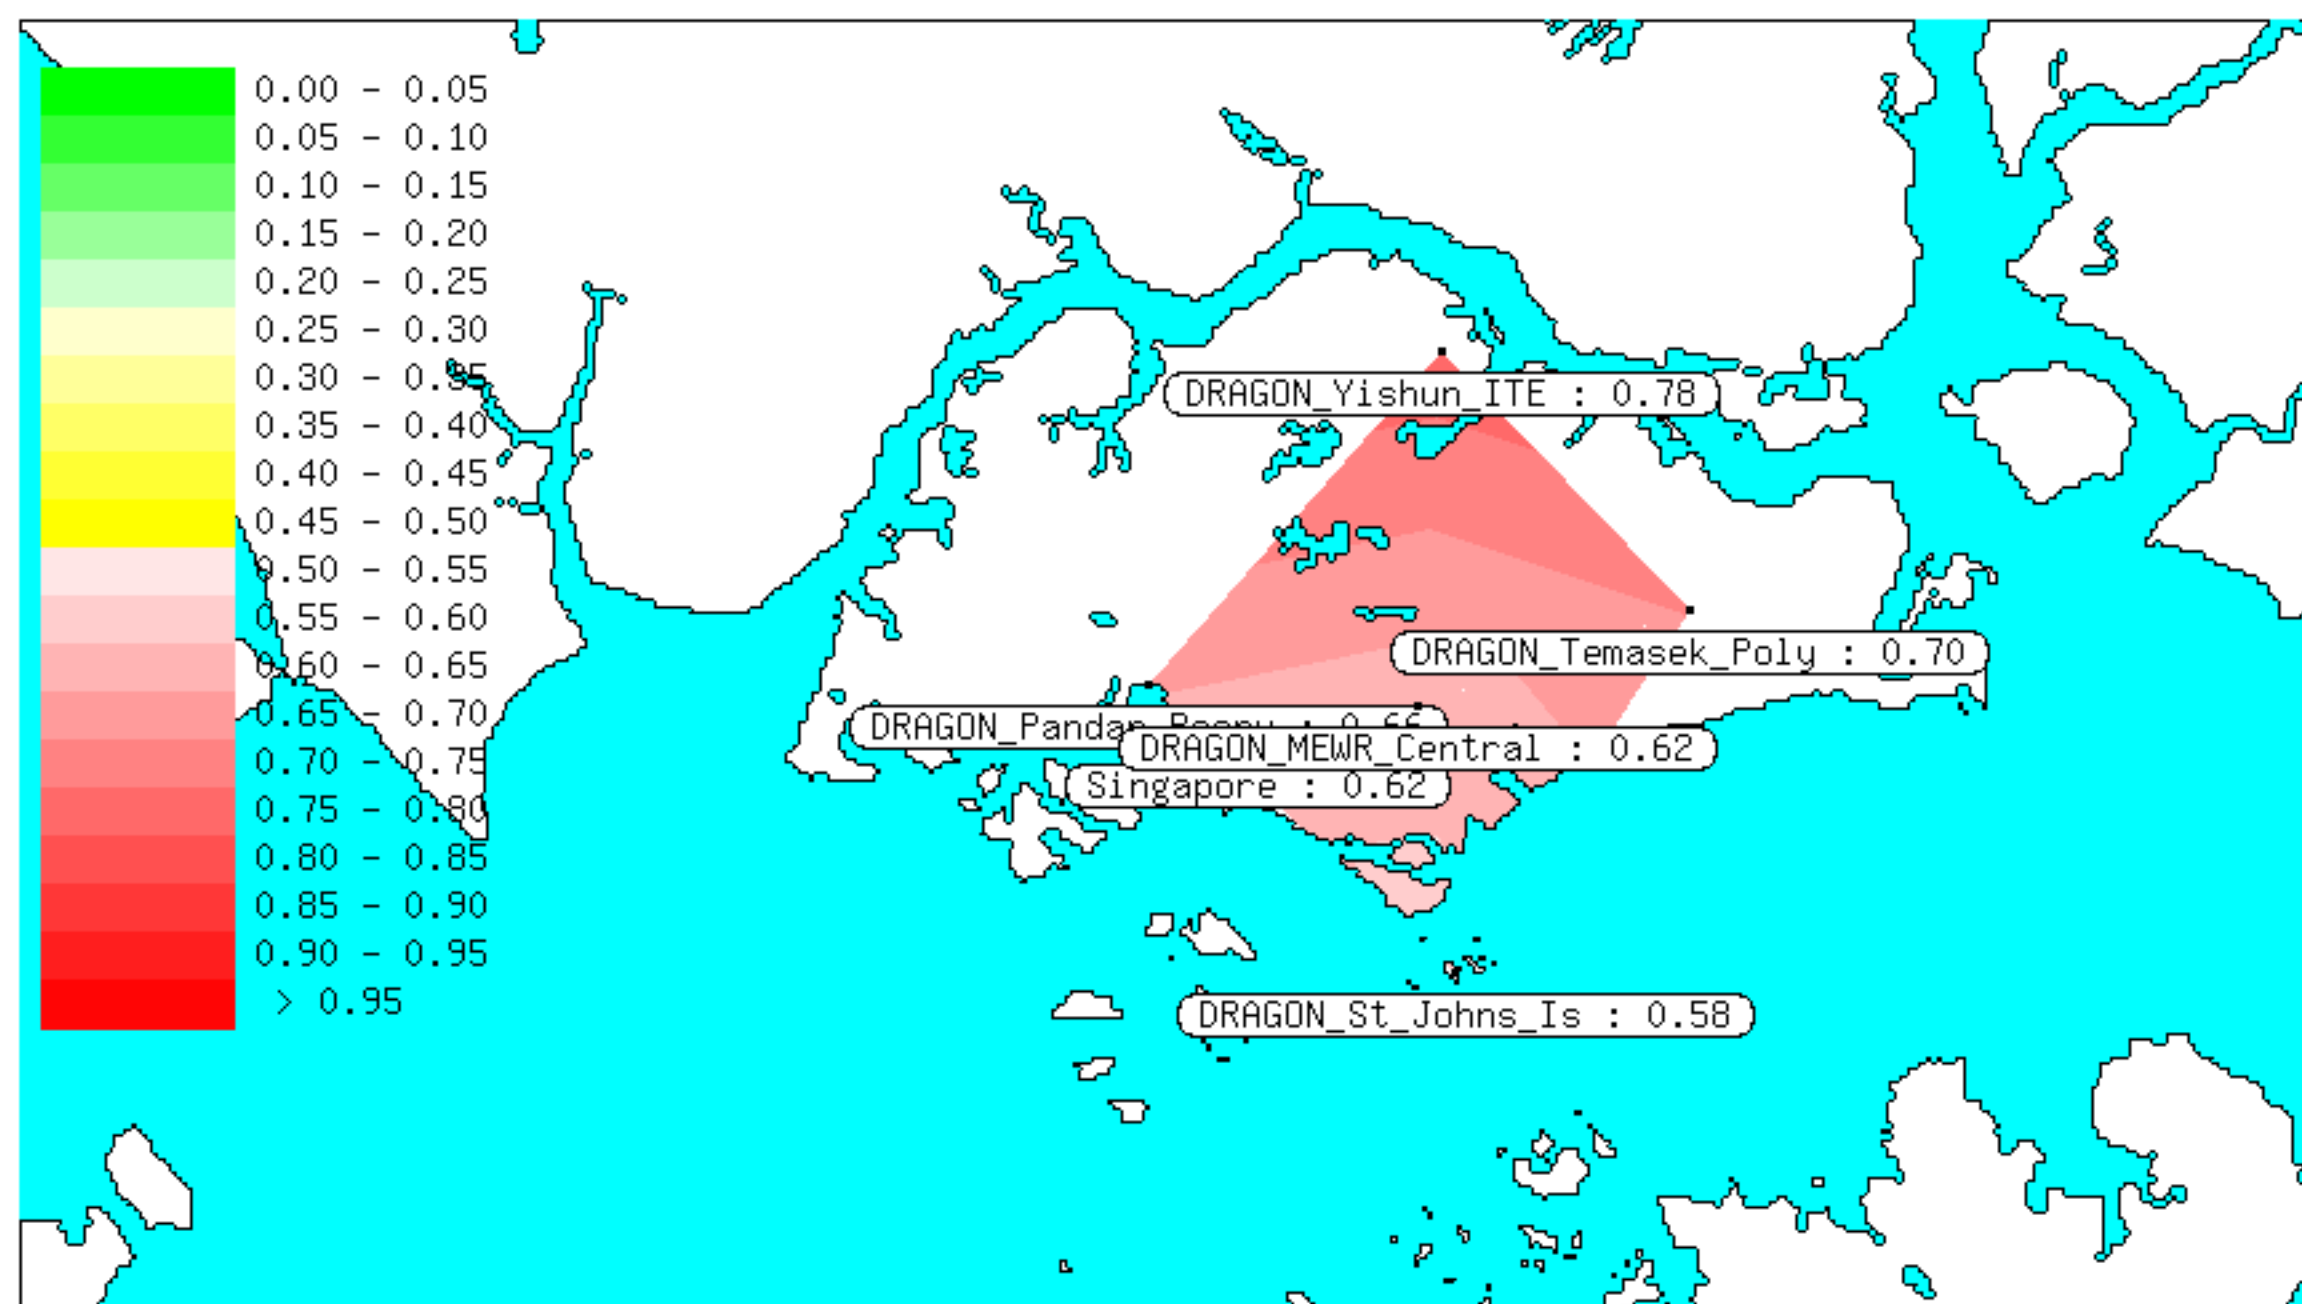 0.00 - 0.05
0.05 - 0.10
0.10 - 0.15
0.15 - 0.20
0.20 - 0.25
0.25 - 0.30
0.30 - 0.35
0.35 - 0.40
0.40 - 0.45
0.45 - 0.50
0.50 - 0.55
0.55 - 0.60
0.60 - 0.65
0.65 - 0.70
0.70 - 0.75
0.75 - 0.80
0.80 - 0.85
0.85 - 0.90
0.90 - 0.95
> 0.95
DRAGON_Yishun_ITE : 0.78
DRAGON_Temasek_Poly : 0.70
: 0.66
DRAGON_MEWR_Central : 0.62
Singapore : 0.62
DRAGON_St_Johns_Is : 0.58